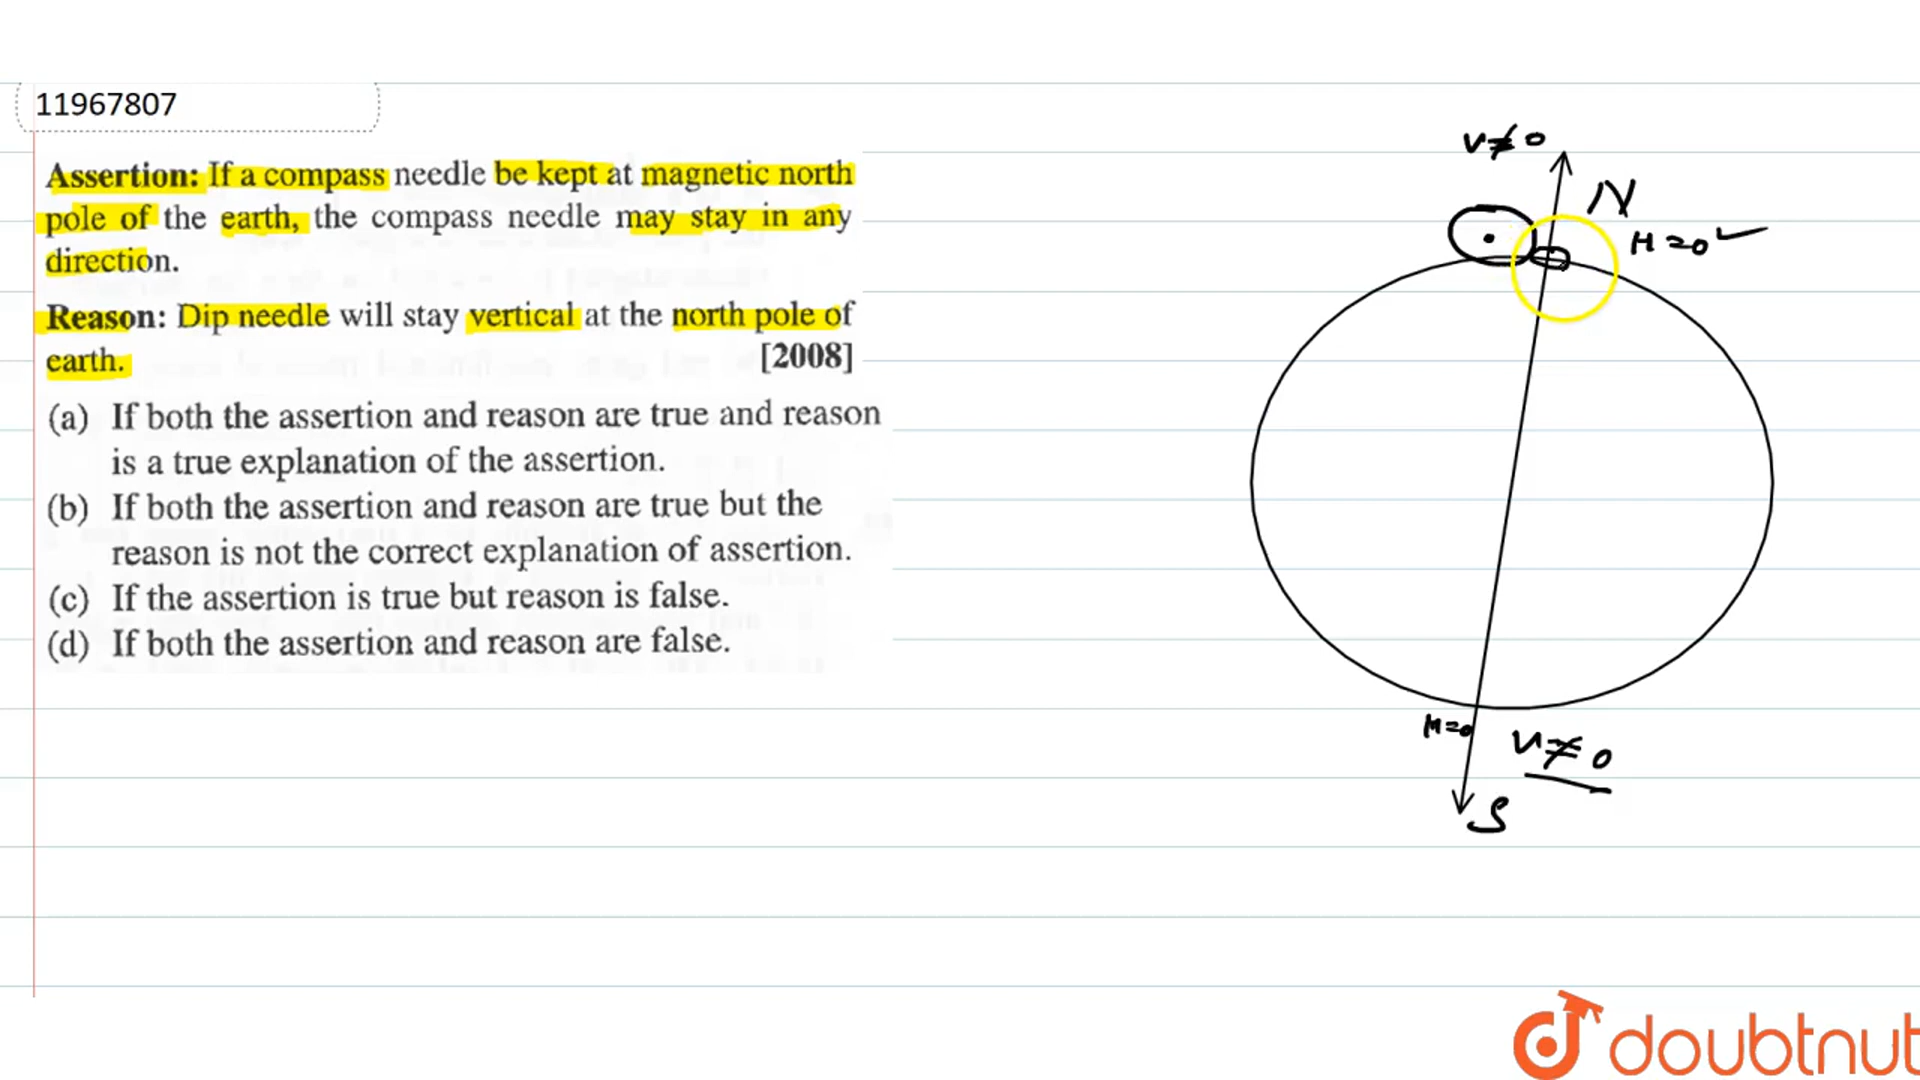 11967807
Assertion: If a compass needle be kept at magnetic north
pole of the earth, the compass needle may stay in any
direction.
Reason: Dip needle will stay vertical at the north pole of
earth. [2008]
(a) If both the assertion and reason are true and reason
is a true explanation of the assertion.
(b) If both the assertion and reason are true but the
reason is not the correct explanation of assertion.
(c) If the assertion is true but reason is false.
(d) If both the assertion and reason are false.
V≠0
N
H=0✓
H=0
V≠0
S
doubtnut